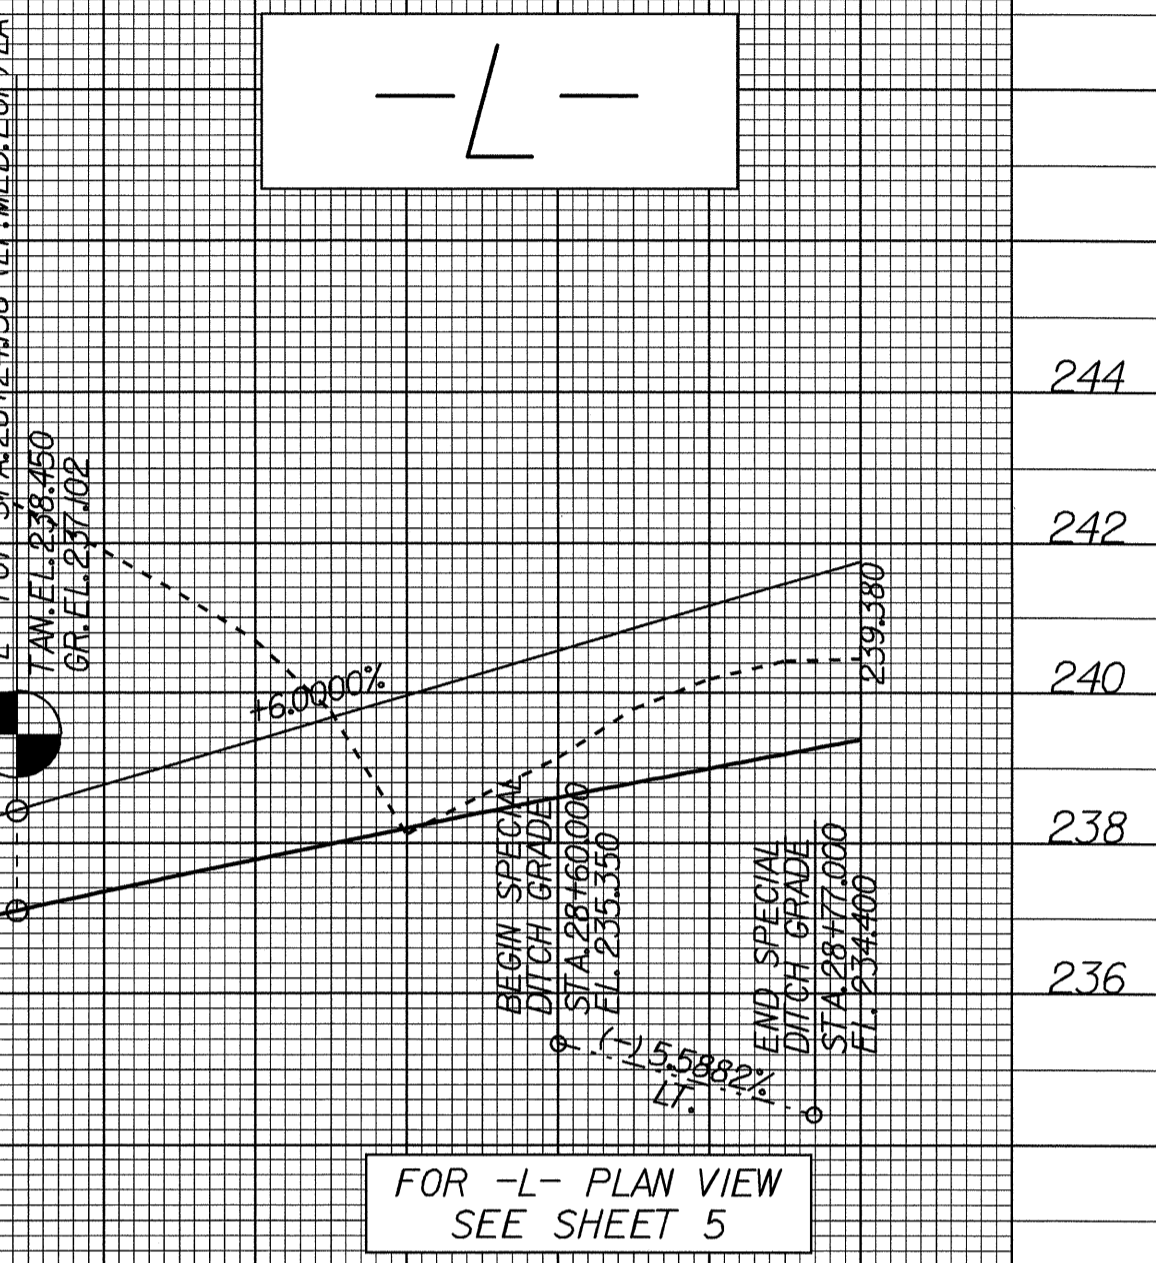 -L-
TAN.EL.238.450
GR.EL.237.102
+6.0000%
244
242
240
238
236
239.380
BEGIN SPECIAL
DITCH GRADE
STA.28+60.000
EL.235.350
END SPECIAL
DITCH GRADE
STA.28+77.000
EL.234.400
(-)5.5882%
LT.
FOR -L- PLAN VIEW
SEE SHEET 5